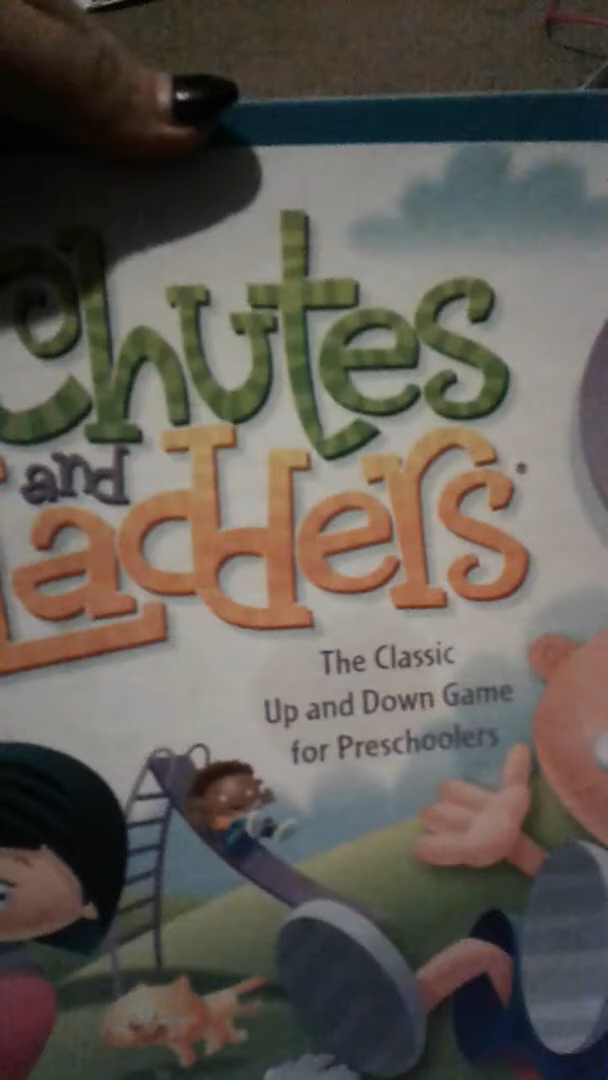 Chutes
and
Ladders
The Classic
Up and Down Game
for Preschoolers